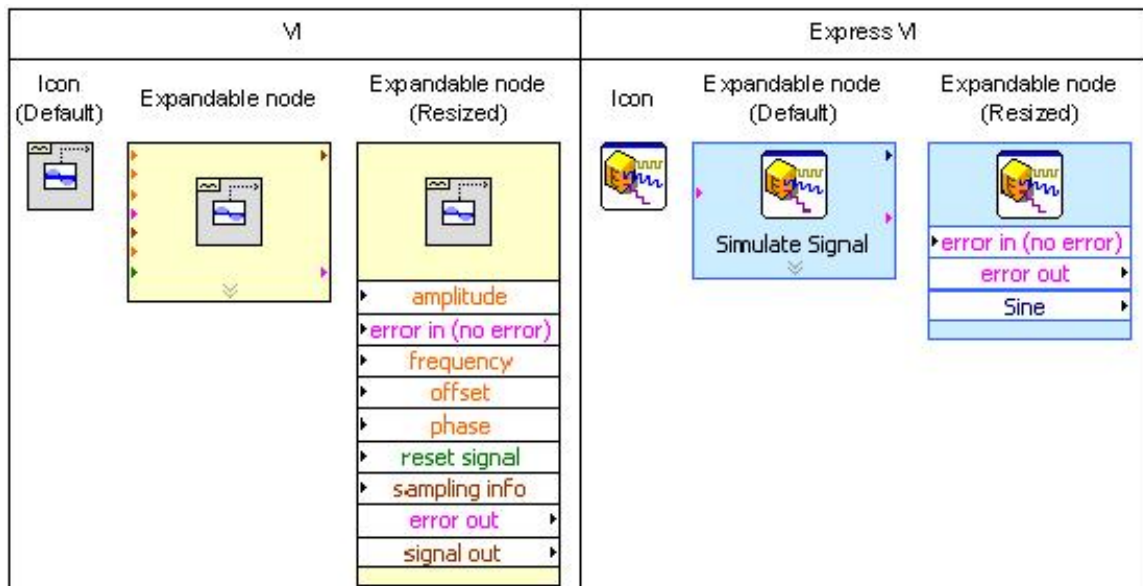 VI
Express VI
Icon
(Default)
Expandable node
Expandable node
(Resized)
amplitude
error in (no error)
frequency
offset
phase
reset signal
sampling info
error out
signal out
Icon
Expandable node
(Default)
Simulate Signal
Expandable node
(Resized)
error in (no error)
error out
Sine